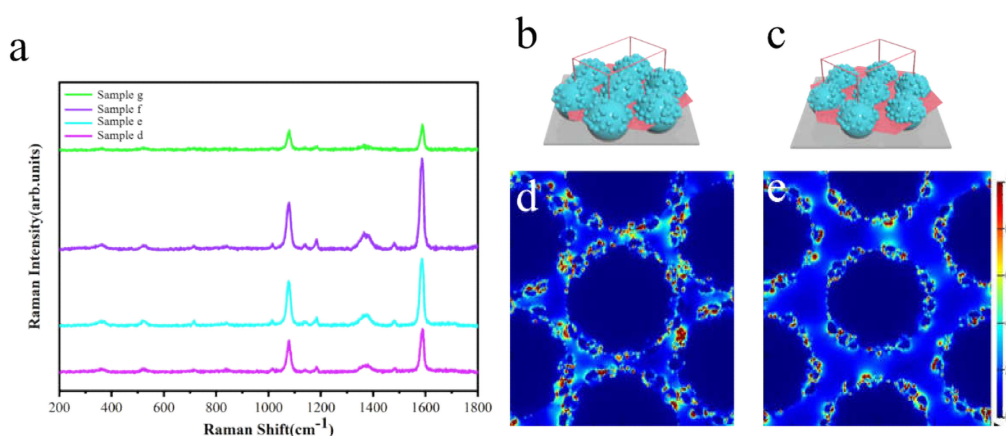 a
b
c
Sample g
Sample f
Sample e
Sample d
Raman Intensity(arb.units)
200 400 600 800 1000 1200 1400 1600 1800
Raman Shift(cm⁻¹)
d
e